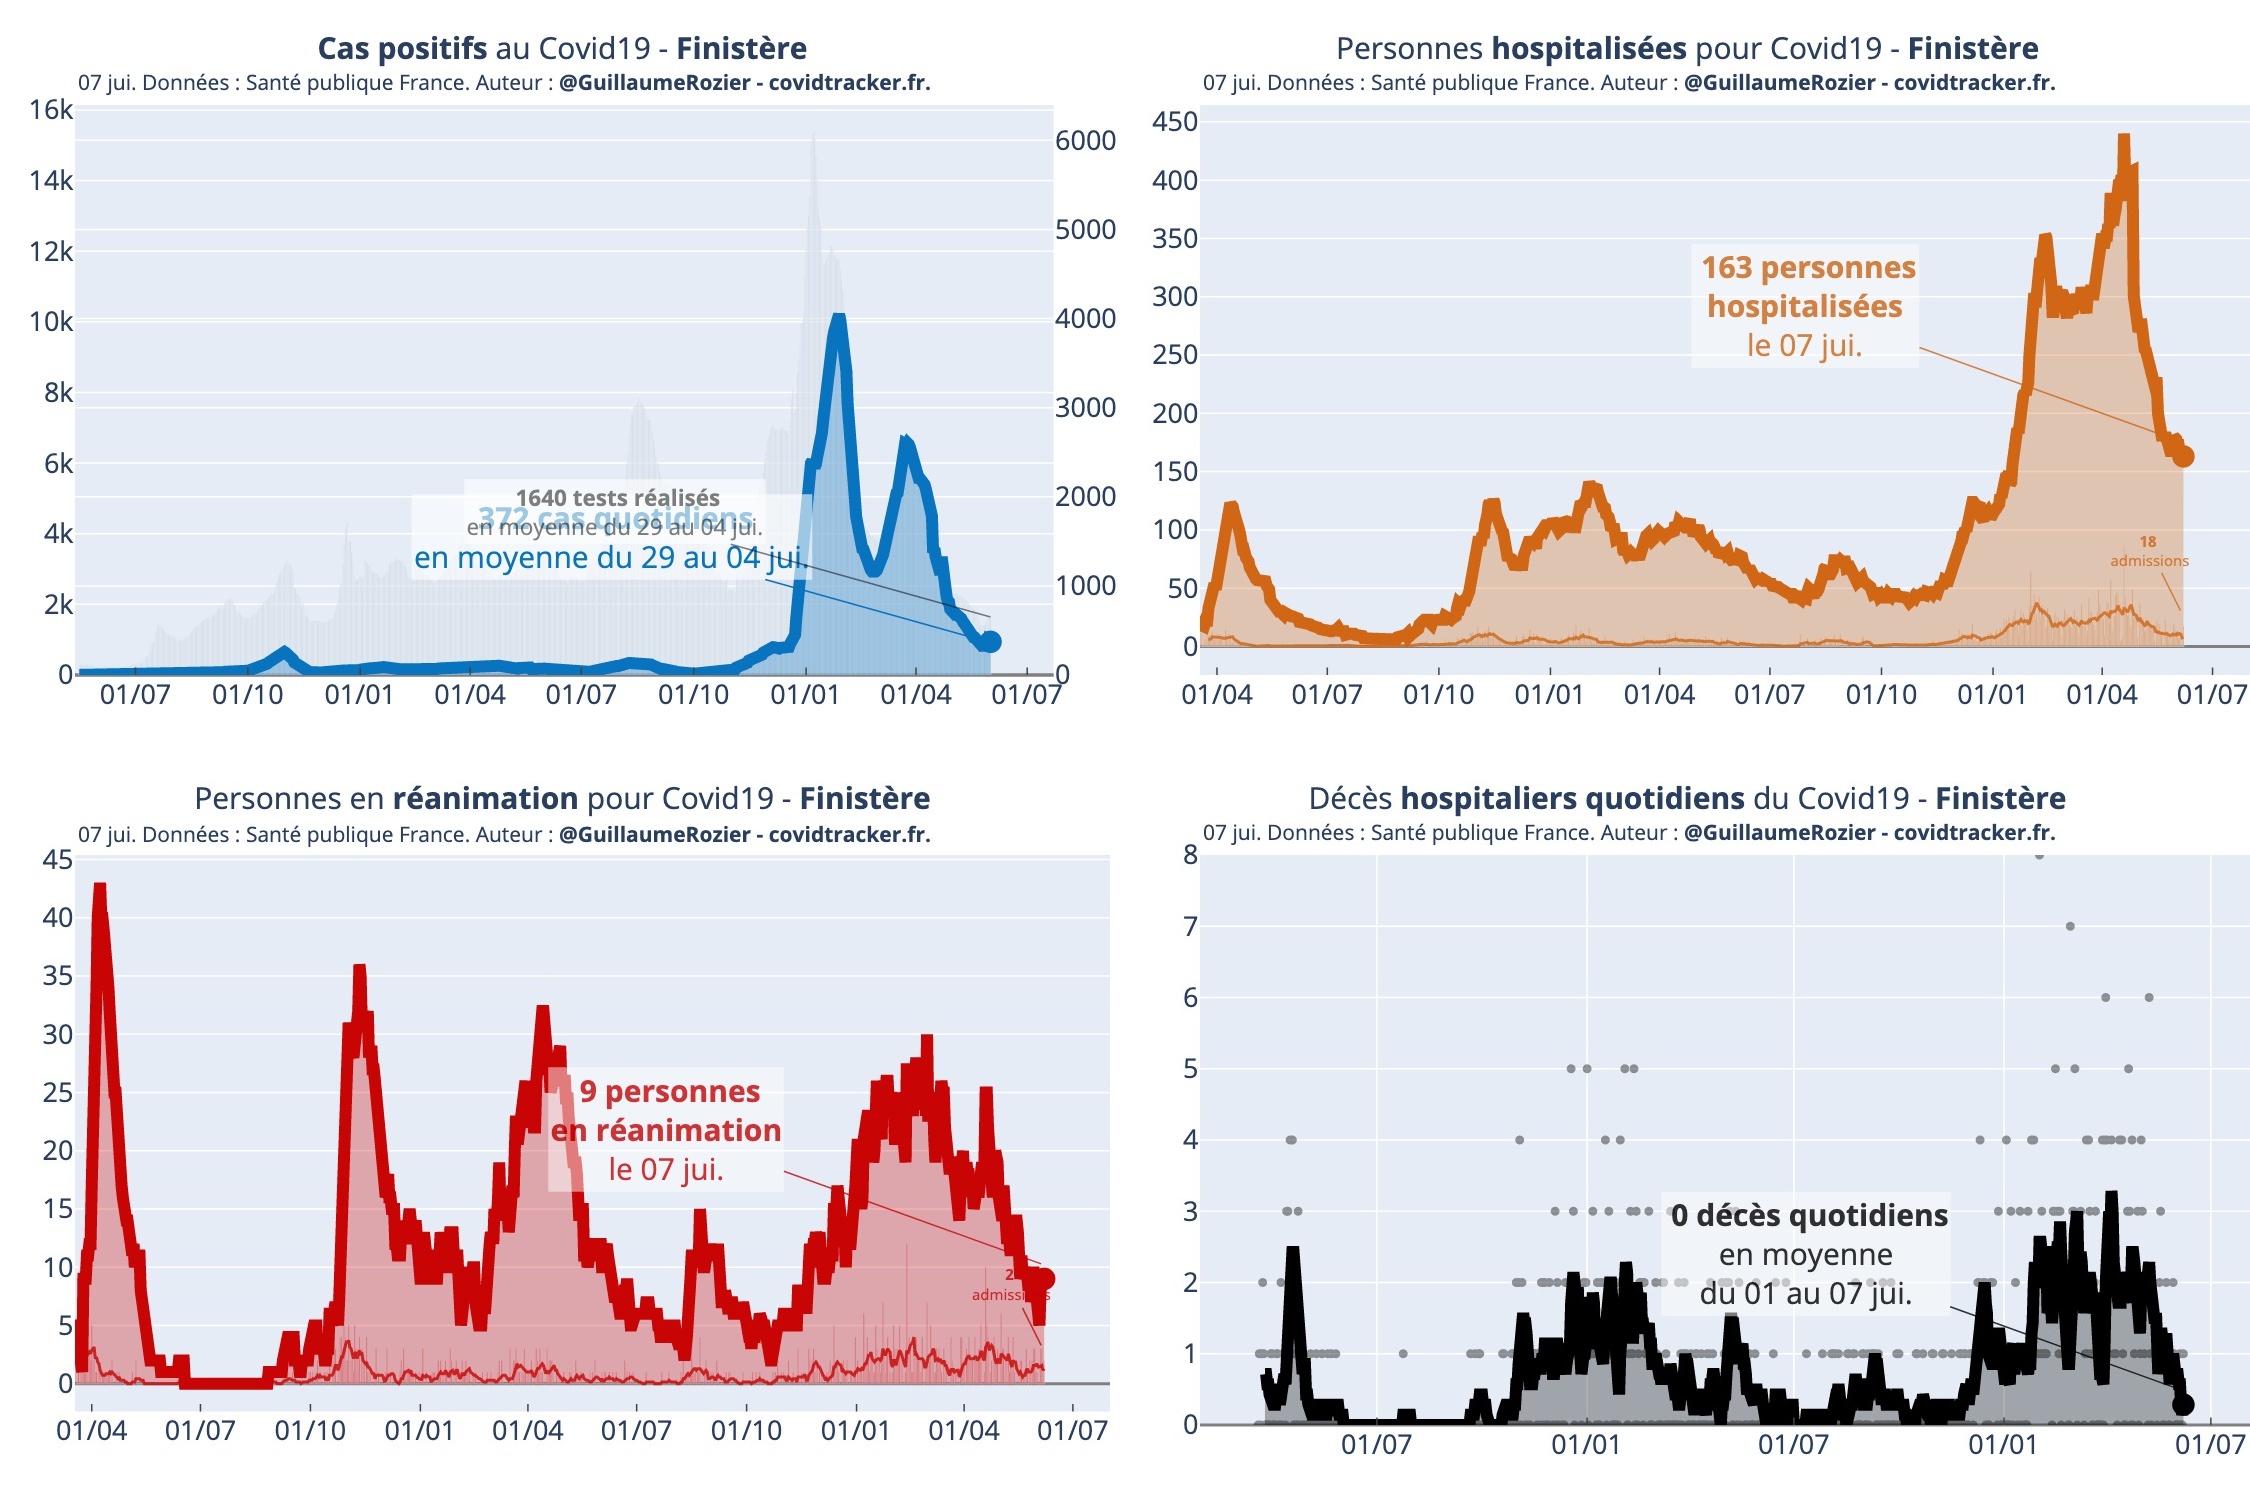 Cas positifs au Covid19 - Finistère
07 jui. Données : Santé publique France. Auteur : @GuillaumeRozier - covidtracker.fr.
16k
14k
12k
10k
8k
6k
4k
2k
0
6000
5000
4000
3000
2000
1000
0
1640 tests réalisés
en moyenne du 29 au 04 jui.
372 cas quotidiens
en moyenne du 29 au 04 jui.
01/07 01/10 01/01 01/04 01/07 01/10 01/01 01/04 01/07
Personnes hospitalisées pour Covid19 - Finistère
07 jui. Données : Santé publique France. Auteur : @GuillaumeRozier - covidtracker.fr.
450
400
350
300
250
200
150
100
50
0
163 personnes
hospitalisées
le 07 jui.
18
admissions
01/04 01/07 01/10 01/01 01/04 01/07 01/10 01/01 01/04 01/07
Personnes en réanimation pour Covid19 - Finistère
07 jui. Données : Santé publique France. Auteur : @GuillaumeRozier - covidtracker.fr.
45
40
35
30
25
20
15
10
5
0
9 personnes
en réanimation
le 07 jui.
2
admissions
01/04 01/07 01/10 01/01 01/04 01/07 01/10 01/01 01/04 01/07
Décès hospitaliers quotidiens du Covid19 - Finistère
07 jui. Données : Santé publique France. Auteur : @GuillaumeRozier - covidtracker.fr.
8
7
6
5
4
3
2
1
0
0 décès quotidiens
en moyenne
du 01 au 07 jui.
01/07 01/01 01/07 01/01 01/07